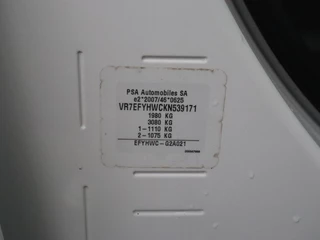 PSA Automobiles SA
e2*2007/46*0625
VR7EFYHWCKN539171
1980 KG
3080 KG
1-1110 KG
2-1075 KG
EFYHWC-02A021